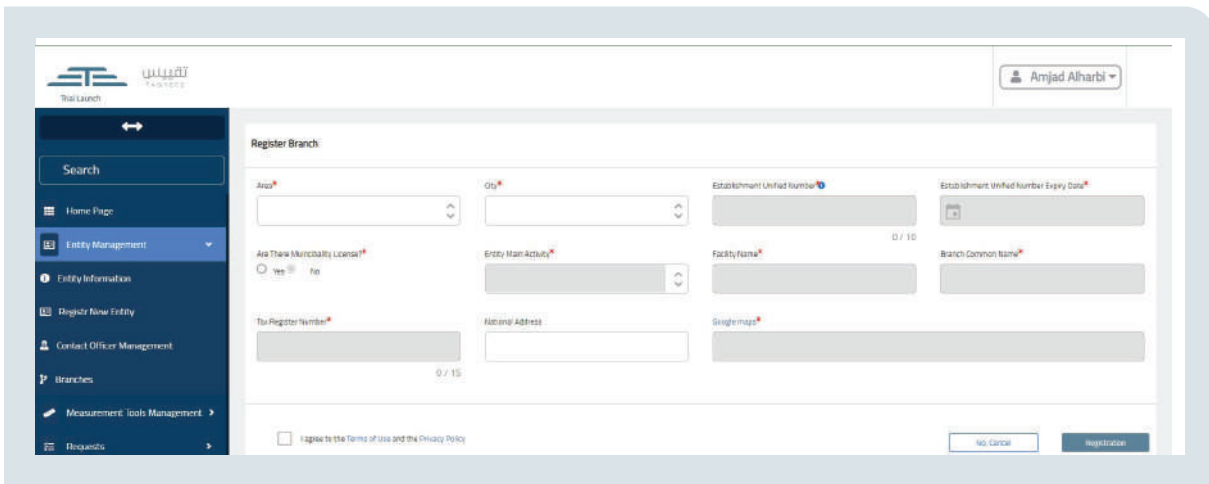 تقييس
TAQYEES
Trial Launch
Amjad Alharbi
Search
Home Page
Entity Management
Entity Information
Registr New Entity
Contact Officer Management
Branches
Measurement Tools Management
Requests
Register Branch
Area*
City*
Establishment Unified Number*
Establishment Unified Number Expiry Date*
0 / 10
Are There Municipality License?*
Yes No
Entity Main Activity*
Facility Name*
Branch Common Name*
Tax Register Number*
National Address
Google maps*
0 / 15
I agree to the Terms of Use and the Privacy Policy
No, Cancel
Registration